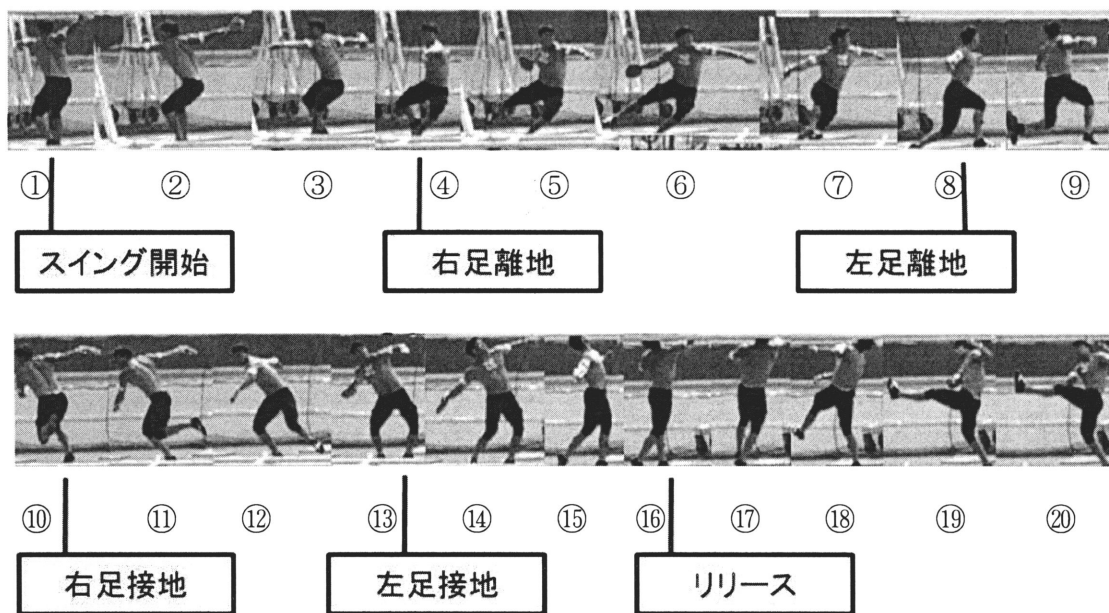 ① ② ③ ④ ⑤ ⑥ ⑦ ⑧ ⑨
スイング開始 右足離地 左足離地
⑩ ⑪ ⑫ ⑬ ⑭ ⑮ ⑯ ⑰ ⑱ ⑲ ⑳
右足接地 左足接地 リリース